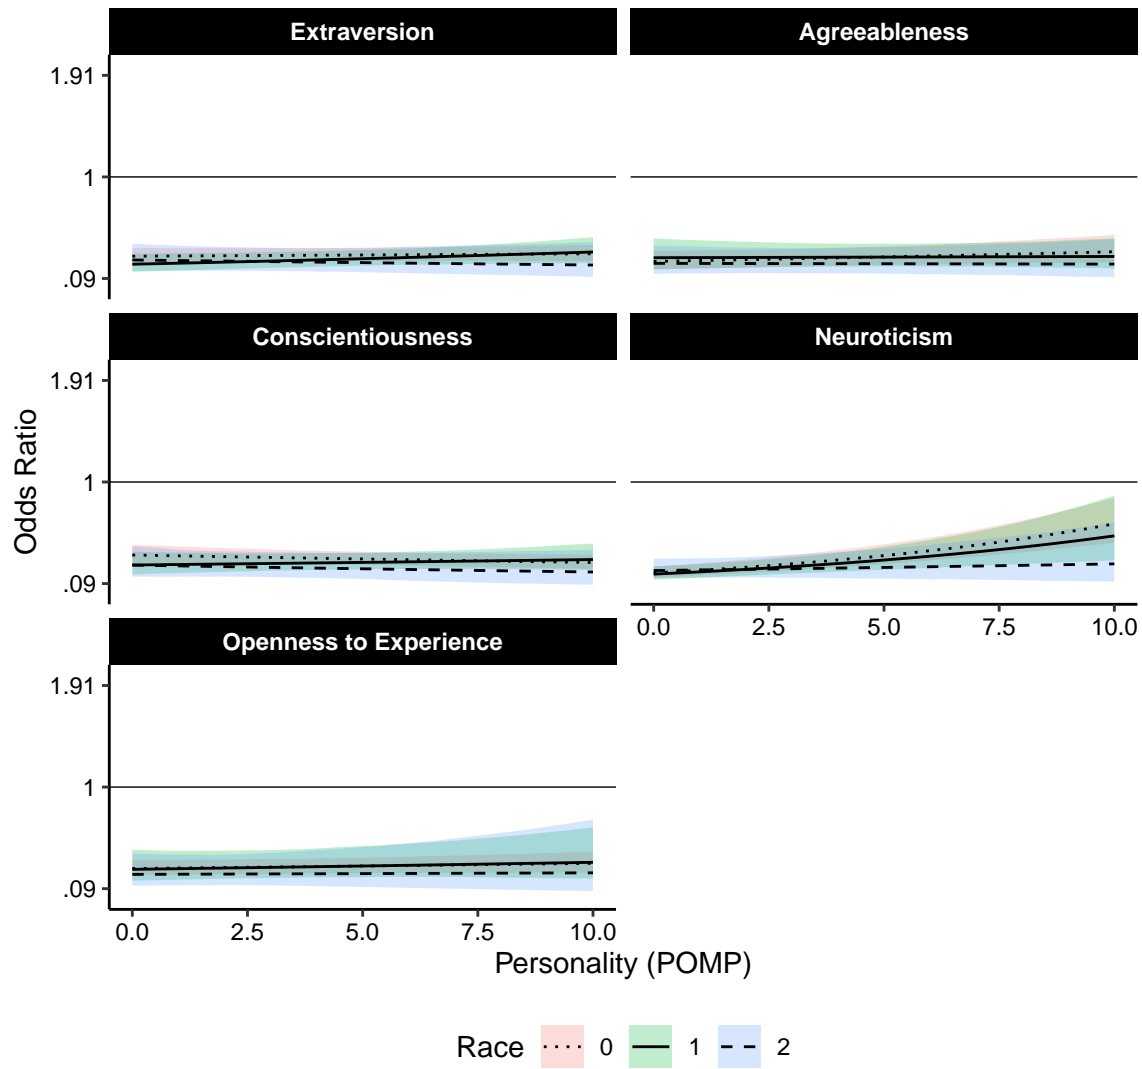 Extraversion
Agreeableness
1.91
1
.09
Conscientiousness
Neuroticism
1.91
1
.09
0.0 2.5 5.0 7.5 10.0
Openness to Experience
1.91
1
.09
0.0 2.5 5.0 7.5 10.0
Odds Ratio
Personality (POMP)
Race 0 1 2